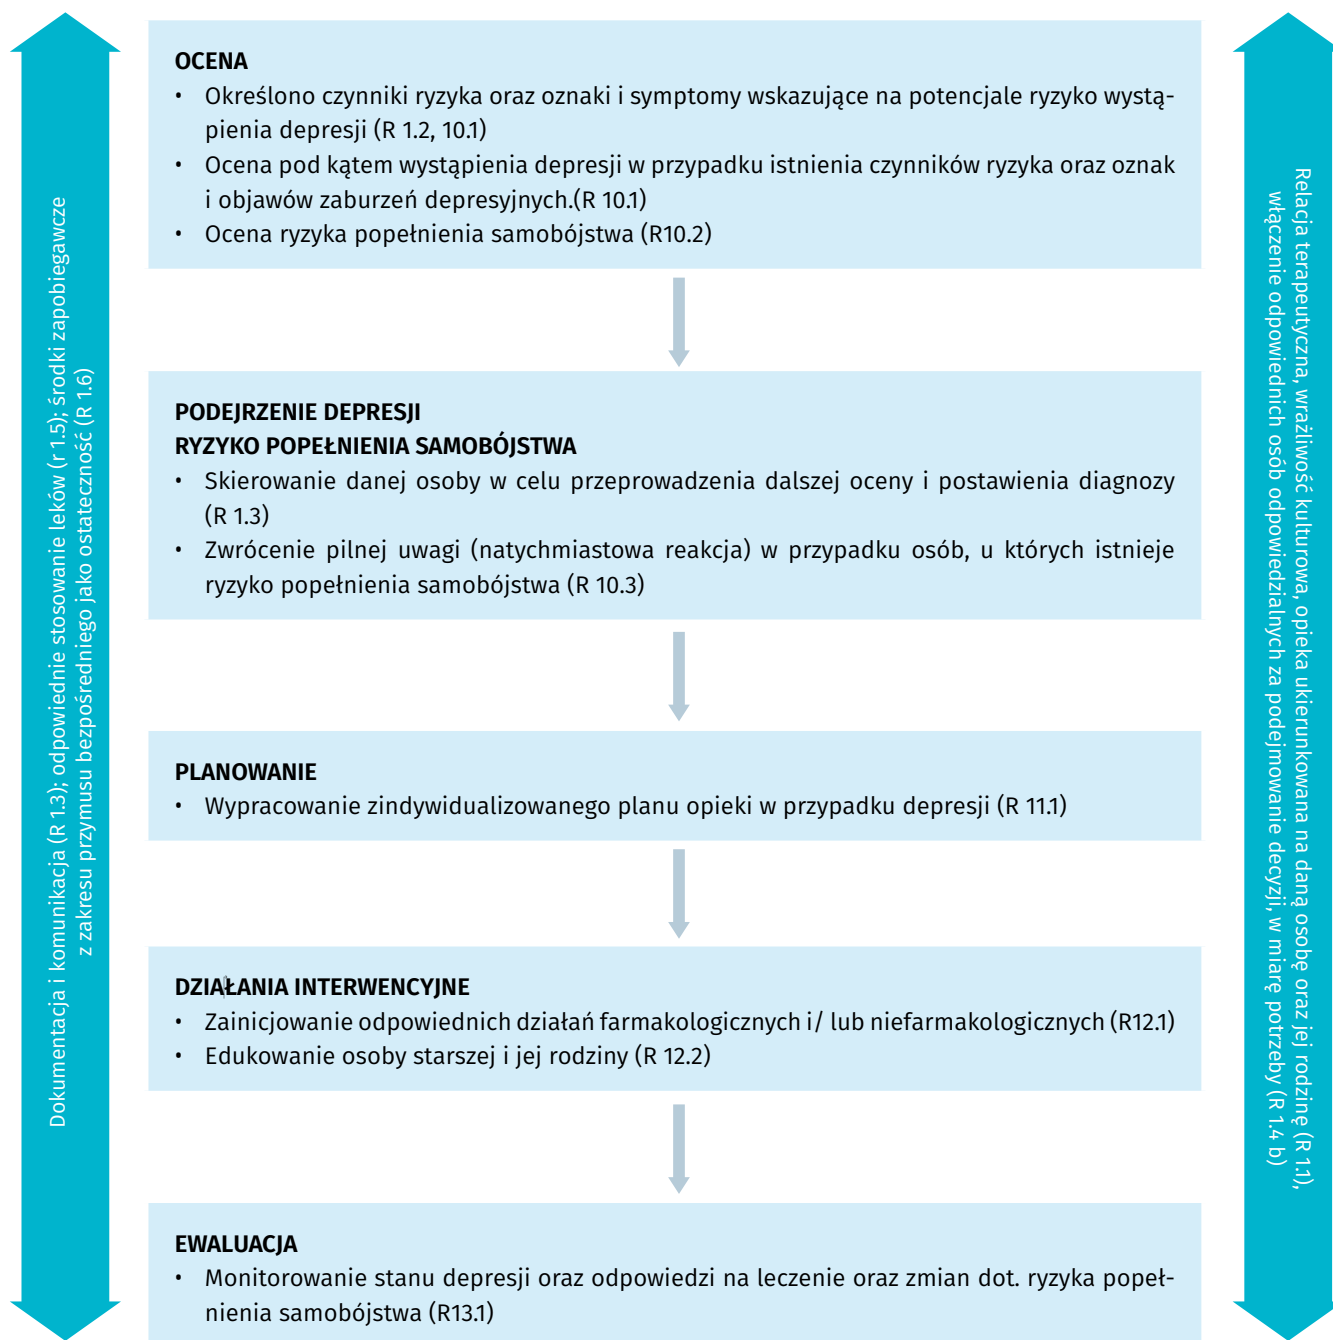 Dokumentacja i komunikacja (R 1.3); odpowiednie stosowanie leków (r 1.5); środki zapobiegawcze
z zakresu przymusu bezpośredniego jako ostateczność (R 1.6)
OCENA
• Określono czynniki ryzyka oraz oznaki i symptomy wskazujące na potencjale ryzyko wystą-
pienia depresji (R 1.2, 10.1)
• Ocena pod kątem wystąpienia depresji w przypadku istnienia czynników ryzyka oraz oznak
i objawów zaburzeń depresyjnych.(R 10.1)
• Ocena ryzyka popełnienia samobójstwa (R10.2)
PODEJRZENIE DEPRESJI
RYZYKO POPEŁNIENIA SAMOBÓJSTWA
• Skierowanie danej osoby w celu przeprowadzenia dalszej oceny i postawienia diagnozy
(R 1.3)
• Zwrócenie pilnej uwagi (natychmiastowa reakcja) w przypadku osób, u których istnieje
ryzyko popełnienia samobójstwa (R 10.3)
PLANOWANIE
• Wypracowanie zindywidualizowanego planu opieki w przypadku depresji (R 11.1)
DZIAŁANIA INTERWENCYJNE
• Zainicjowanie odpowiednich działań farmakologicznych i/ lub niefarmakologicznych (R12.1)
• Edukowanie osoby starszej i jej rodziny (R 12.2)
EWALUACJA
• Monitorowanie stanu depresji oraz odpowiedzi na leczenie oraz zmian dot. ryzyka popeł-
nienia samobójstwa (R13.1)
Relacja terapeutyczna, wrażliwość kulturowa, opieka ukierunkowana na daną osobę oraz jej rodzinę (R 1.1),
włączenie odpowiednich osób odpowiedzialnych za podejmowanie decyzji, w miarę potrzeby (R 1.4 b)